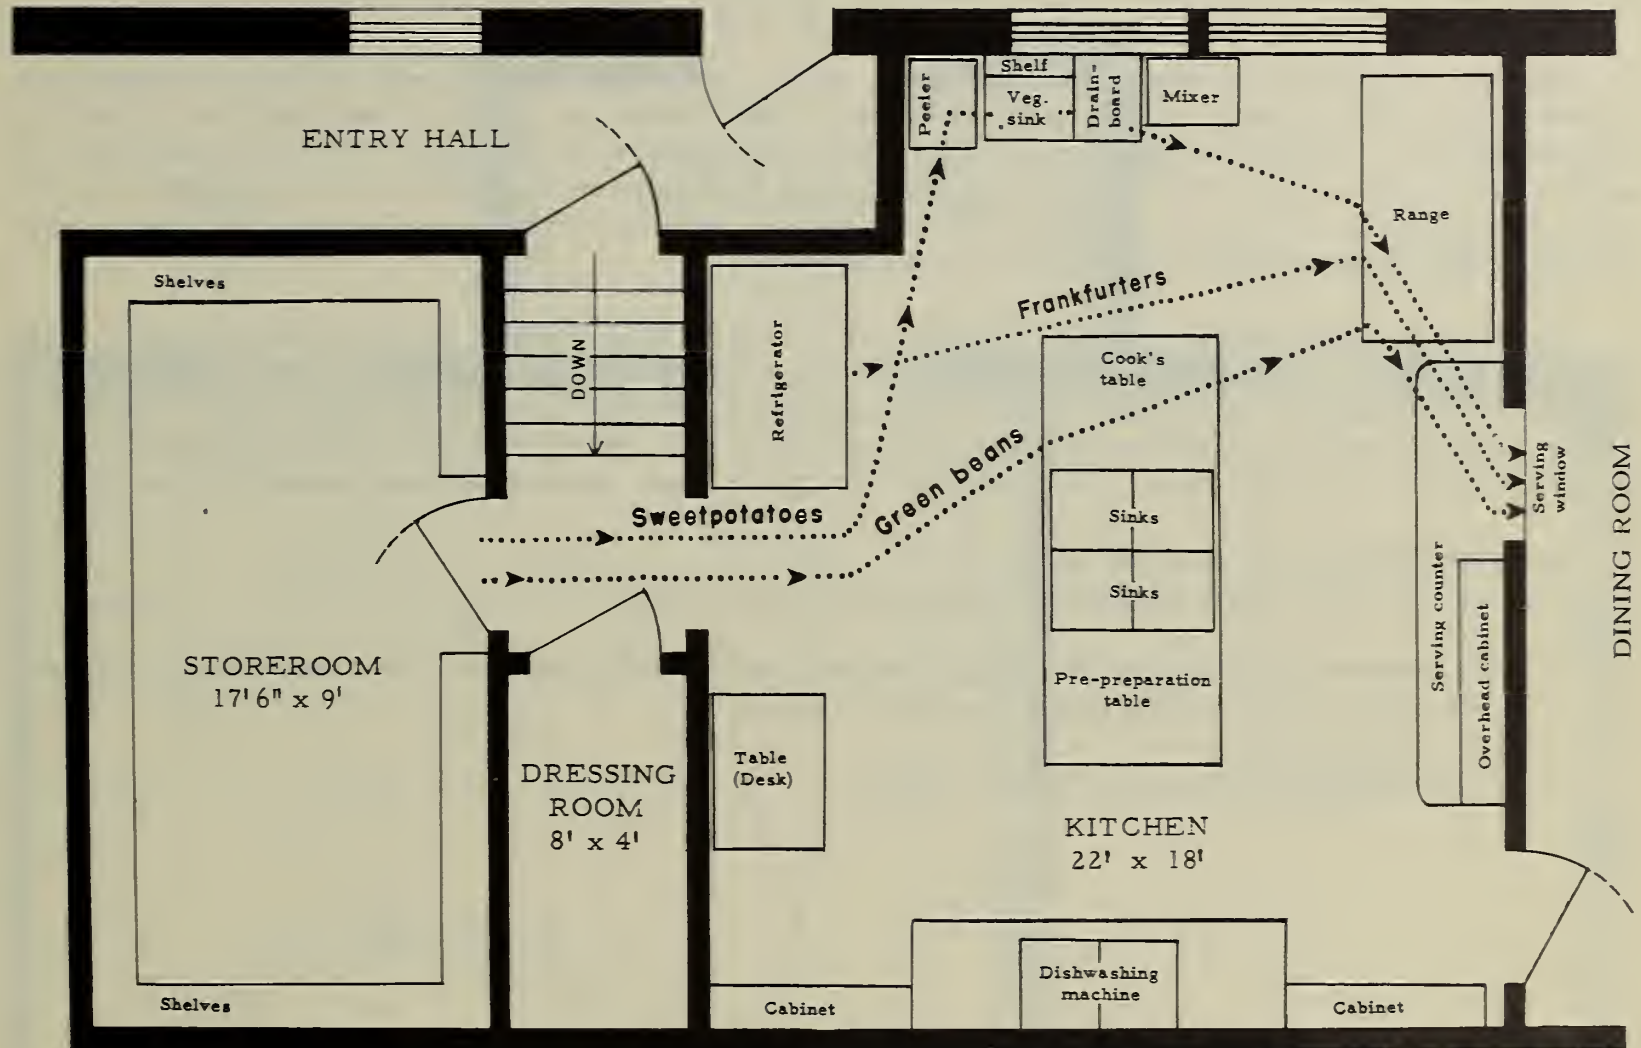 Shelf
Peeler
Veg.
sink
Drain-
board
Mixer
ENTRY HALL
Range
Shelves
Frankfurters
DOWN
Refrigerator
Cook's
table
Green beans
Sweetpotatoes
Serving
window
DINING ROOM
Sinks
Sinks
Serving counter
Overhead cabinet
STOREROOM
17'6" x 9'
Pre-preparation
table
Table
(Desk)
DRESSING
ROOM
8' x 4'
KITCHEN
22' x 18'
Dishwashing
machine
Shelves
Cabinet
Cabinet